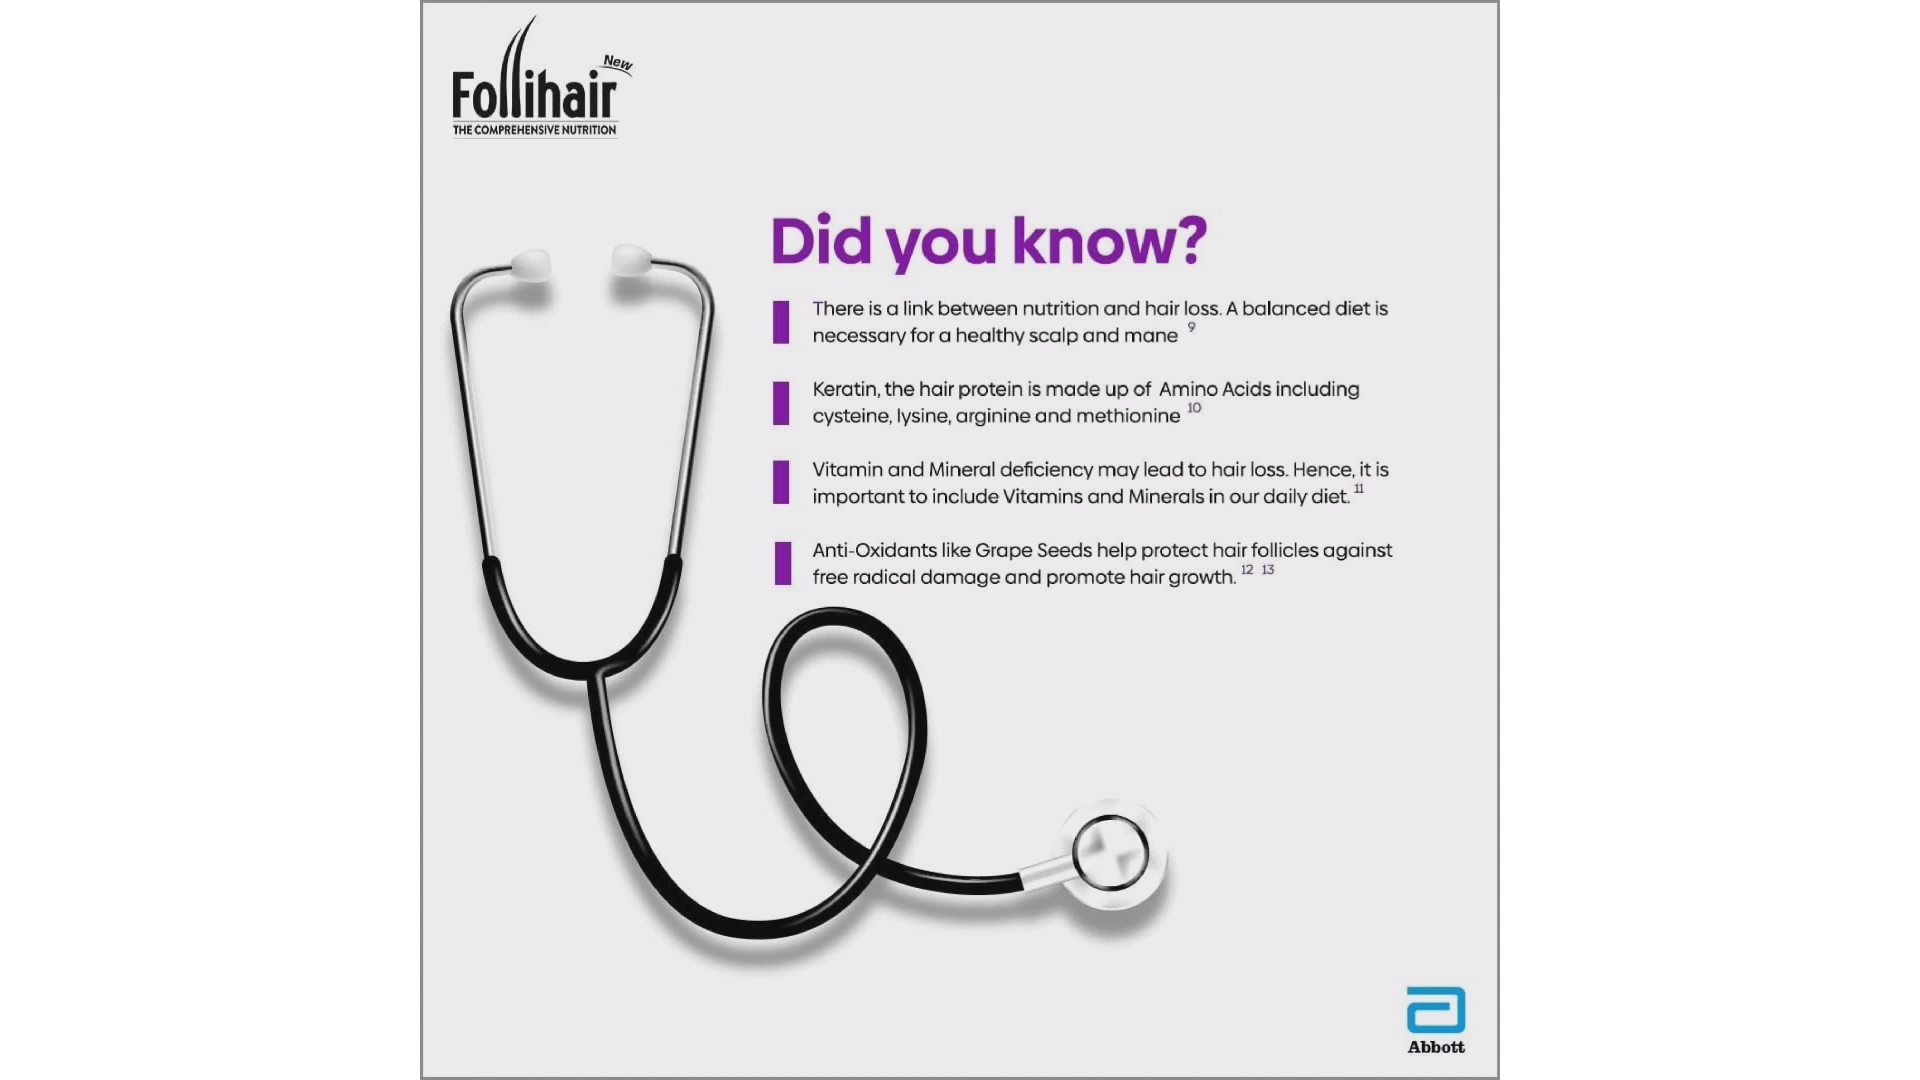 New
Follihair
THE COMPREHENSIVE NUTRITION
Did you know?
There is a link between nutrition and hair loss. A balanced diet is
necessary for a healthy scalp and mane 9
Keratin, the hair protein is made up of Amino Acids including
cysteine, lysine, arginine and methionine 10
Vitamin and Mineral deficiency may lead to hair loss. Hence, it is
important to include Vitamins and Minerals in our daily diet. 11
Anti-Oxidants like Grape Seeds help protect hair follicles against
free radical damage and promote hair growth. 12 13
Abbott